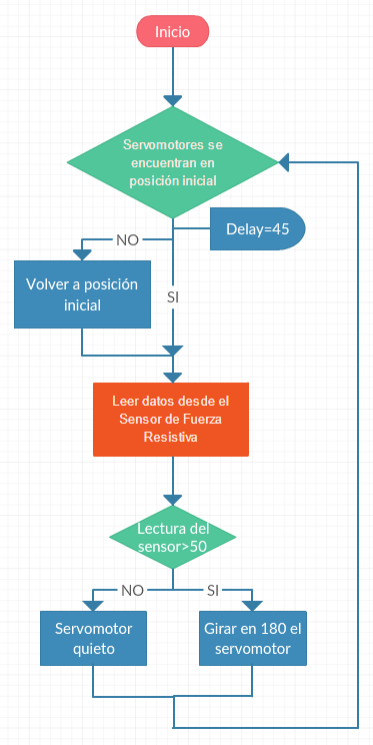 Inicio
Servomotores se
encuentran en
posición inicial
Delay=45
NO
Volver a posición
inicial
SI
Leer datos desde el
Sensor de Fuerza
Resistiva
Lectura del
sensor>50
NO
SI
Servomotor
quieto
Girar en 180 el
servomotor